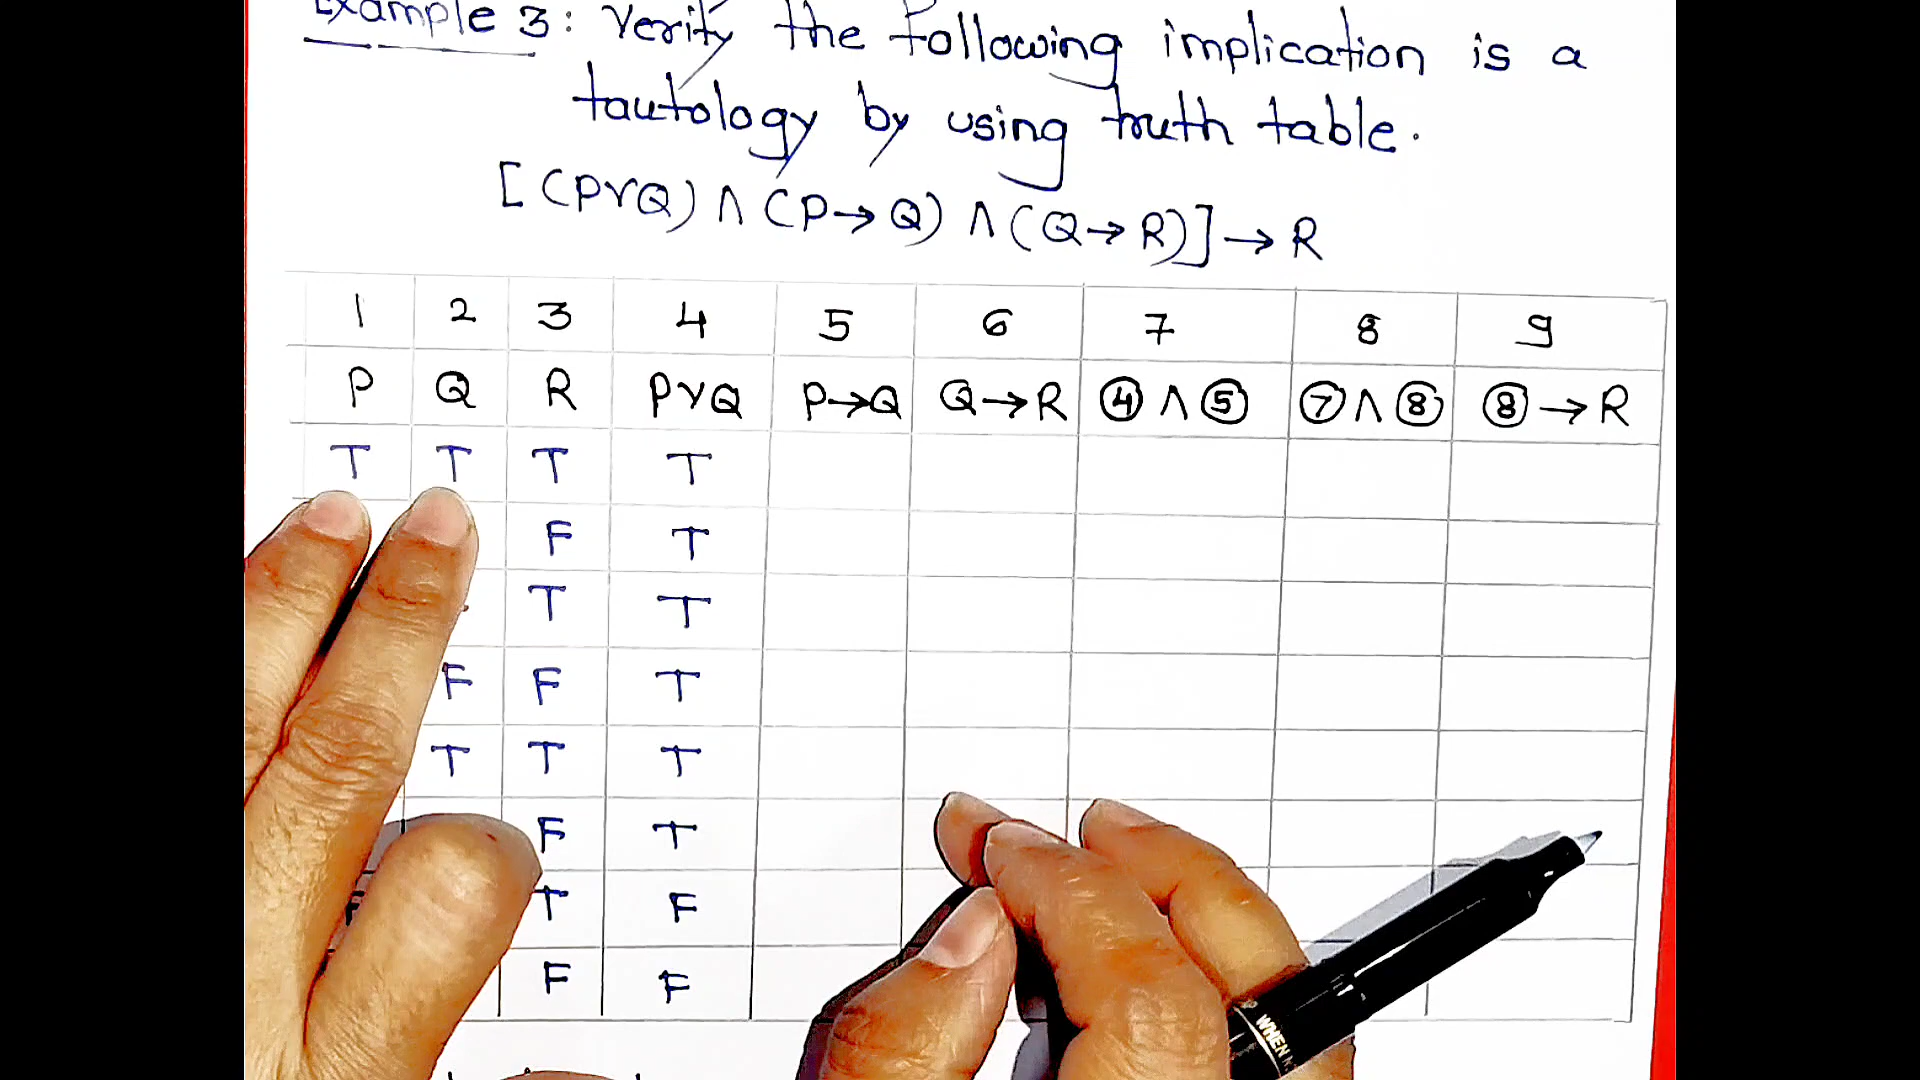 Example 3: Verify the following implication is a
tautology by using truth table.
[(P∨Q) ∧ (P→Q) ∧ (Q→R)] → R
1 2 3 4 5 6 7 8 9
P Q R P∨Q P→Q Q→R ④ ∧ ⑤ ⑦ ∧ ⑧ ⑧ → R
T T T T
F T
T T
F F T
T T T
F T
F T F
F F
WHEN